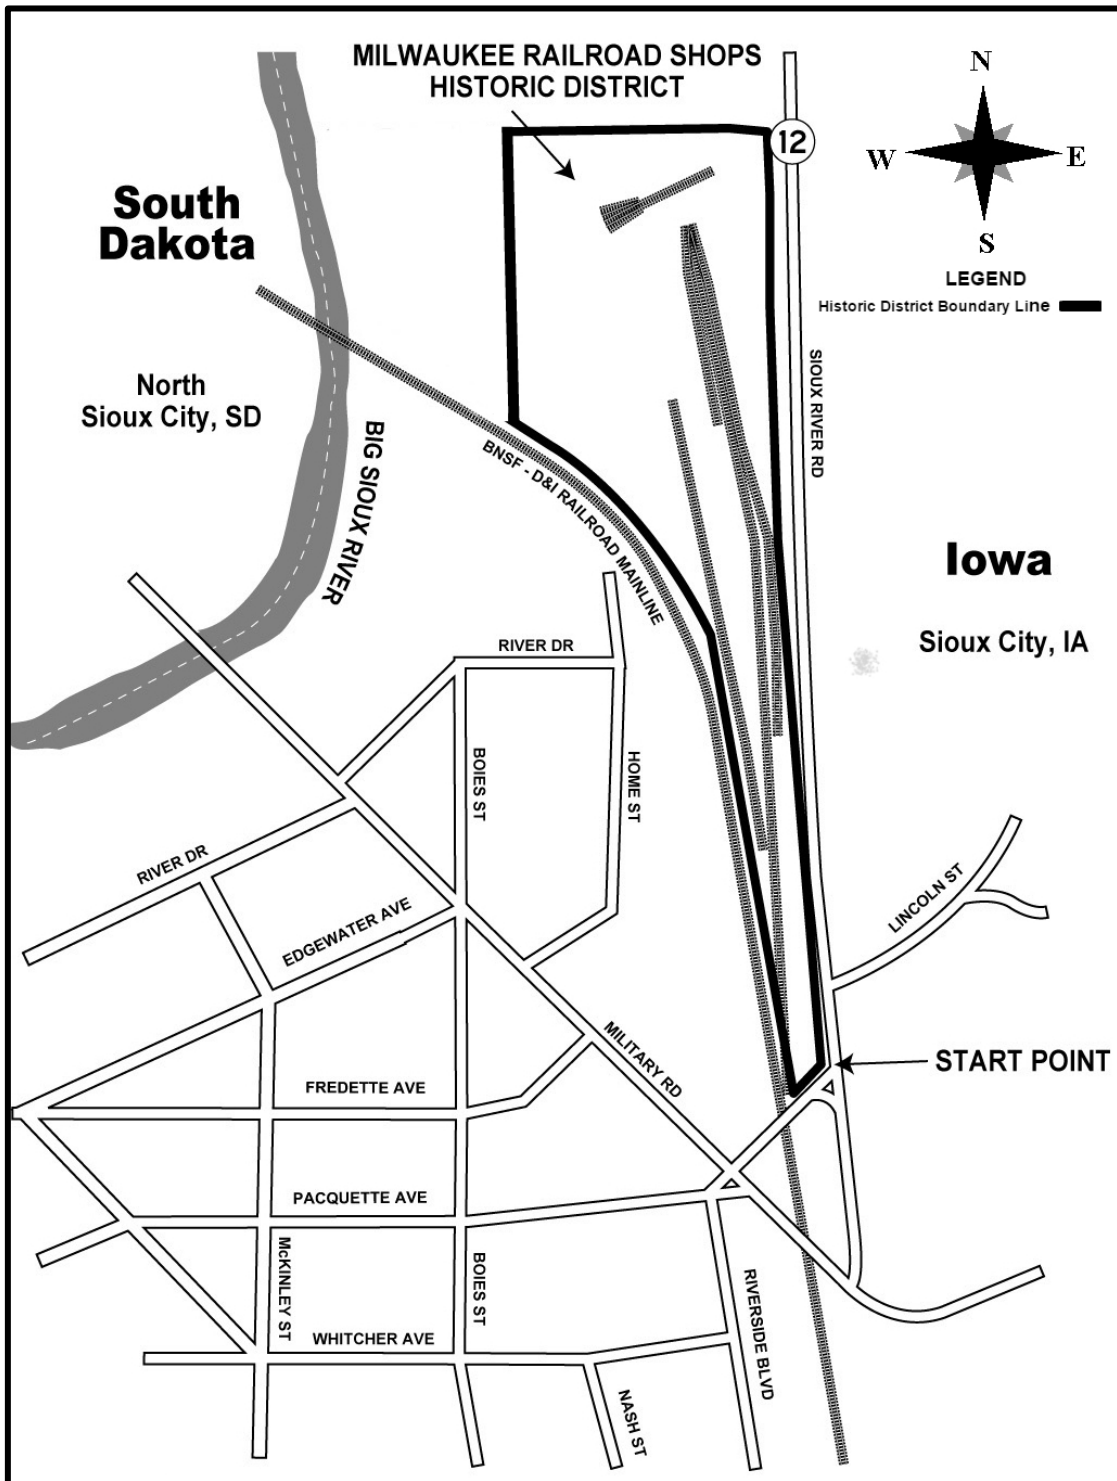 MILWAUKEE RAILROAD SHOPS
HISTORIC DISTRICT
N
W
E
S
12
South
Dakota
LEGEND
Historic District Boundary Line
North
Sioux City, SD
SIOUX RIVER RD
BIG SIOUX RIVER
BNSF - D&I RAILROAD MAINLINE
Iowa
Sioux City, IA
RIVER DR
BOIES ST
HOME ST
RIVER DR
EDGEWATER AVE
LINCOLN ST
MILITARY RD
START POINT
FREDETTE AVE
PACQUETTE AVE
McKINLEY ST
BOIES ST
RIVERSIDE BLVD
WHITCHER AVE
NASH ST